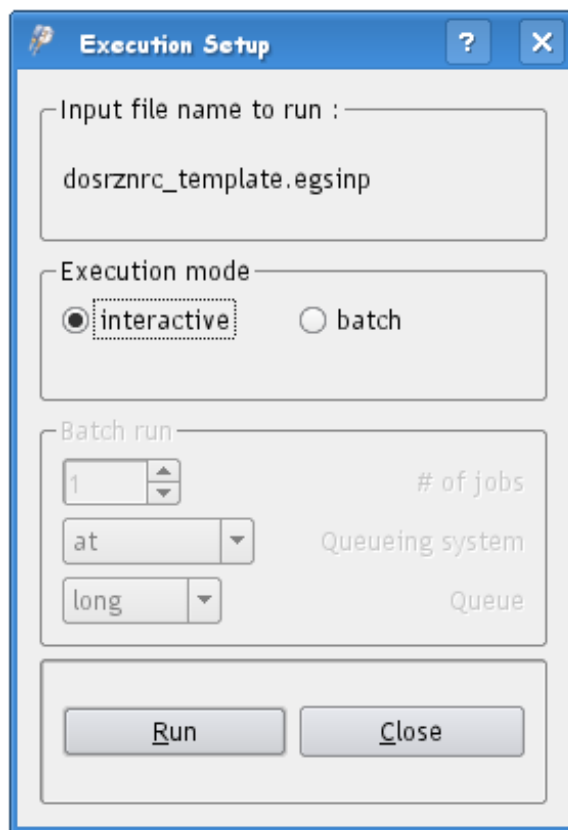 Execution Setup ?
Input file name to run :
dosrznrc_template.egsinp
Execution mode
interactive batch
Batch run
1 # of jobs
at Queueing system
long Queue
Run Close